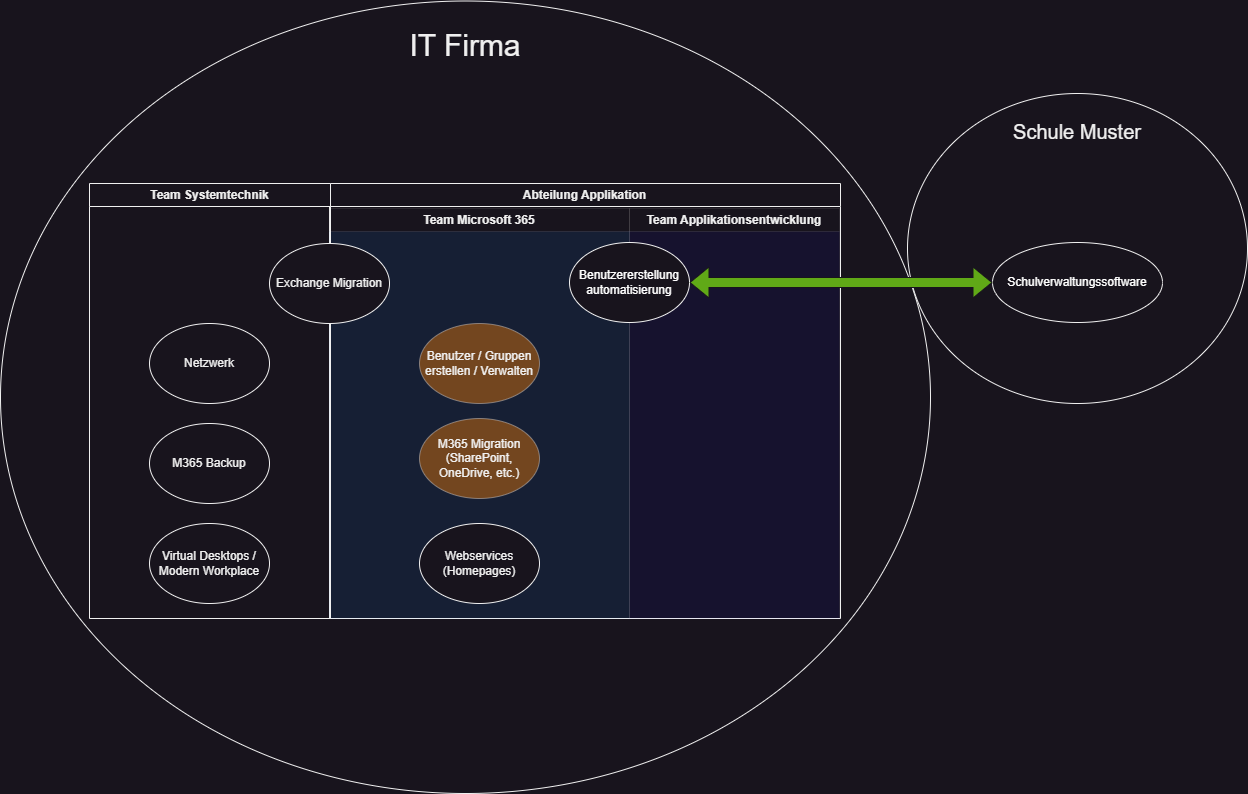 IT Firma
Schule Muster
Team Systemtechnik
Abteilung Applikation
Team Microsoft 365
Team Applikationsentwicklung
Exchange Migration
Benutzererstellung
automatisierung
Schulverwaltungssoftware
Netzwerk
Benutzer / Gruppen
erstellen / Verwalten
M365 Backup
M365 Migration
(SharePoint,
OneDrive, etc.)
Virtual Desktops /
Modern Workplace
Webservices
(Homepages)